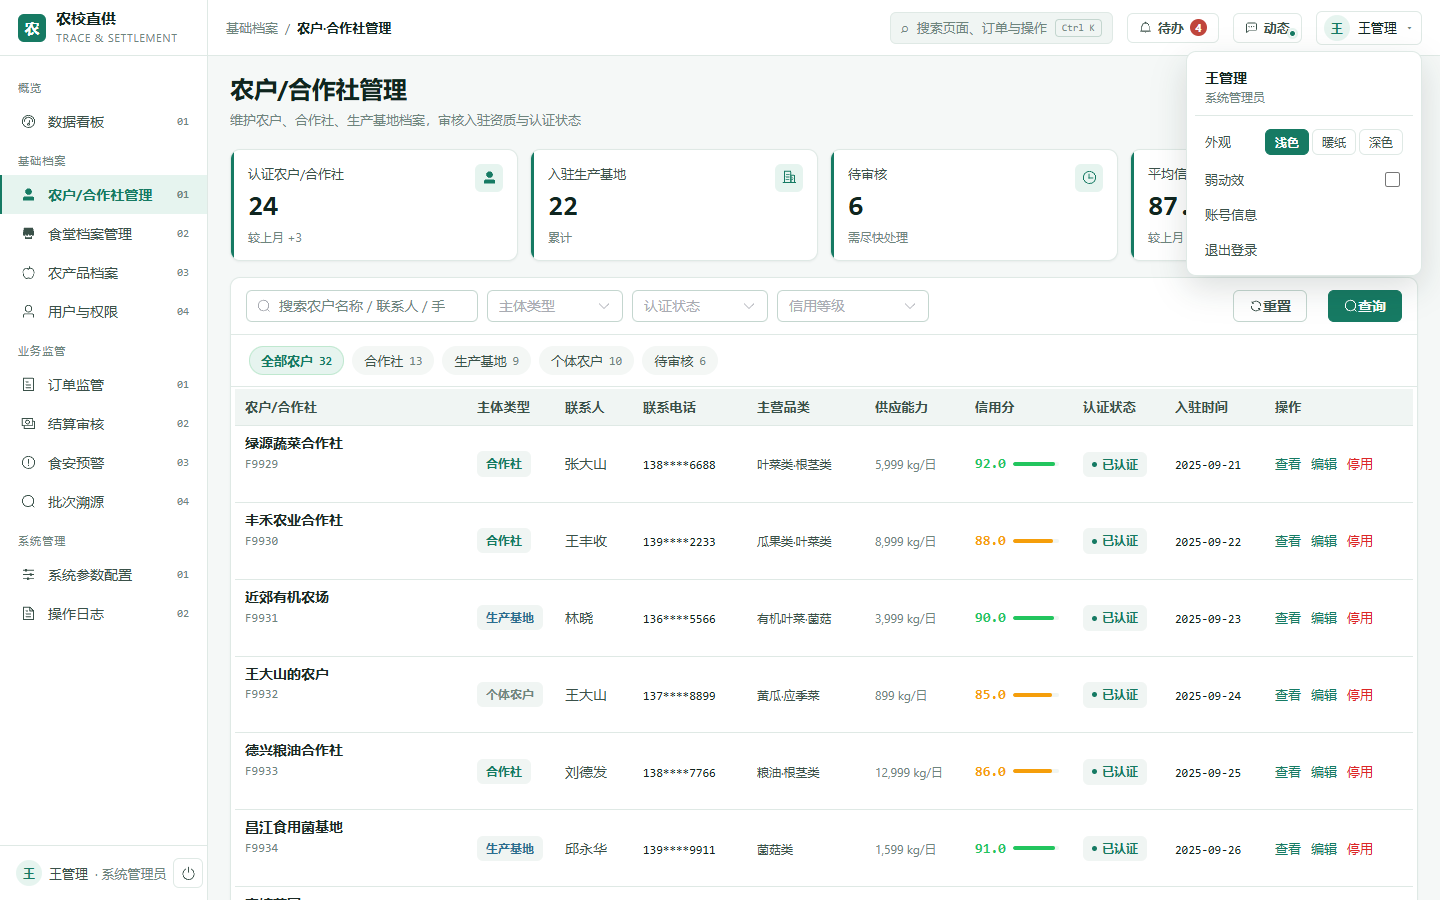 农
农校直供
TRACE & SETTLEMENT
基础档案 / 农户·合作社管理
搜索页面、订单与操作 Ctrl K
待办 4
动态
王 王管理
概览
数据看板 01
基础档案
农户/合作社管理 01
食堂档案管理 02
农产品档案 03
用户与权限 04
业务监管
订单监管 01
结算审核 02
食安预警 03
批次溯源 04
系统管理
系统参数配置 01
操作日志 02
王 王管理 · 系统管理员
王管理
系统管理员
外观 浅色 暖纸 深色
弱动效
账号信息
退出登录
农户/合作社管理
维护农户、合作社、生产基地档案，审核入驻资质与认证状态
认证农户/合作社
24
较上月 +3
入驻生产基地
22
累计
待审核
6
需尽快处理
平均信
87.
较上月
搜索农户名称 / 联系人 / 手 主体类型 认证状态 信用等级 重置 查询
全部农户 32 合作社 13 生产基地 9 个体农户 10 待审核 6
农户/合作社 主体类型 联系人 联系电话 主营品类 供应能力 信用分 认证状态 入驻时间 操作
绿源蔬菜合作社
F9929 合作社 张大山 138****6688 叶菜类·根茎类 5,999 kg/日 92.0 已认证 2025-09-21 查看 编辑 停用
丰禾农业合作社
F9930 合作社 王丰收 139****2233 瓜果类·叶菜类 8,999 kg/日 88.0 已认证 2025-09-22 查看 编辑 停用
近郊有机农场
F9931 生产基地 林晓 136****5566 有机叶菜·菌菇 3,999 kg/日 90.0 已认证 2025-09-23 查看 编辑 停用
王大山的农户
F9932 个体农户 王大山 137****8899 黄瓜·应季菜 899 kg/日 85.0 已认证 2025-09-24 查看 编辑 停用
德兴粮油合作社
F9933 合作社 刘德发 138****7766 粮油·根茎类 12,999 kg/日 86.0 已认证 2025-09-25 查看 编辑 停用
昌江食用菌基地
F9934 生产基地 邱永华 139****9911 菌菇类 1,599 kg/日 91.0 已认证 2025-09-26 查看 编辑 停用